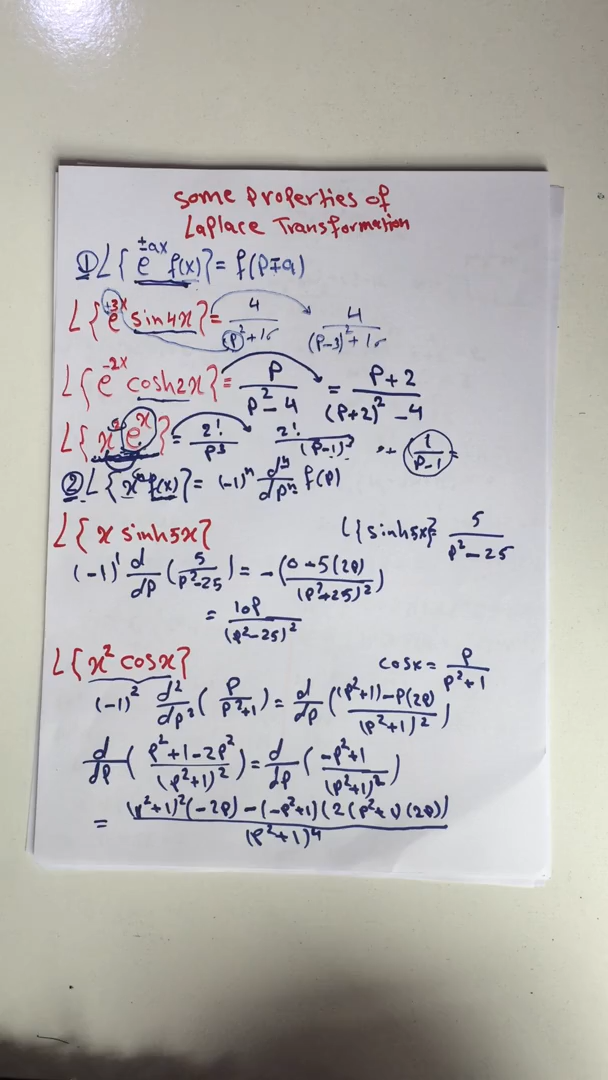 some Properties of
Laplace Transformation
① L{e^{±ax} f(x)} = f(p∓a)
L{e^{+3x} sin4x} = 4/(p²+16) 4/((p-3)²+16)
L{e^{-2x} cosh2x} = p/(p²-4) = (p+2)/((p+2)²-4)
L{x² e^x} = 2!/p³ 2!/(p-1)³ 1/(p-1) =
② L{x^n f(x)} = (-1)^n d^n/dp^n f(p)
L{x sinh5x} L{sinh5x} = 5/(p²-25)
(-1)^1 d/dp (5/(p²-25)) = -((0-5(2p))/(p²+25)²)
= 10p/(p²-25)²
L{x² cosx} cosx = p/(p²+1)
(-1)² d²/dp² (p/(p²+1)) = d/dp (((p²+1)-p(2p))/(p²+1)²)
d/dp ((p²+1-2p²)/(p²+1)²) = d/dp ((-p²+1)/(p²+1)²)
= ((p²+1)²(-2p)-(-p²+1)(2(p²+1)(2p)))/(p²+1)⁴